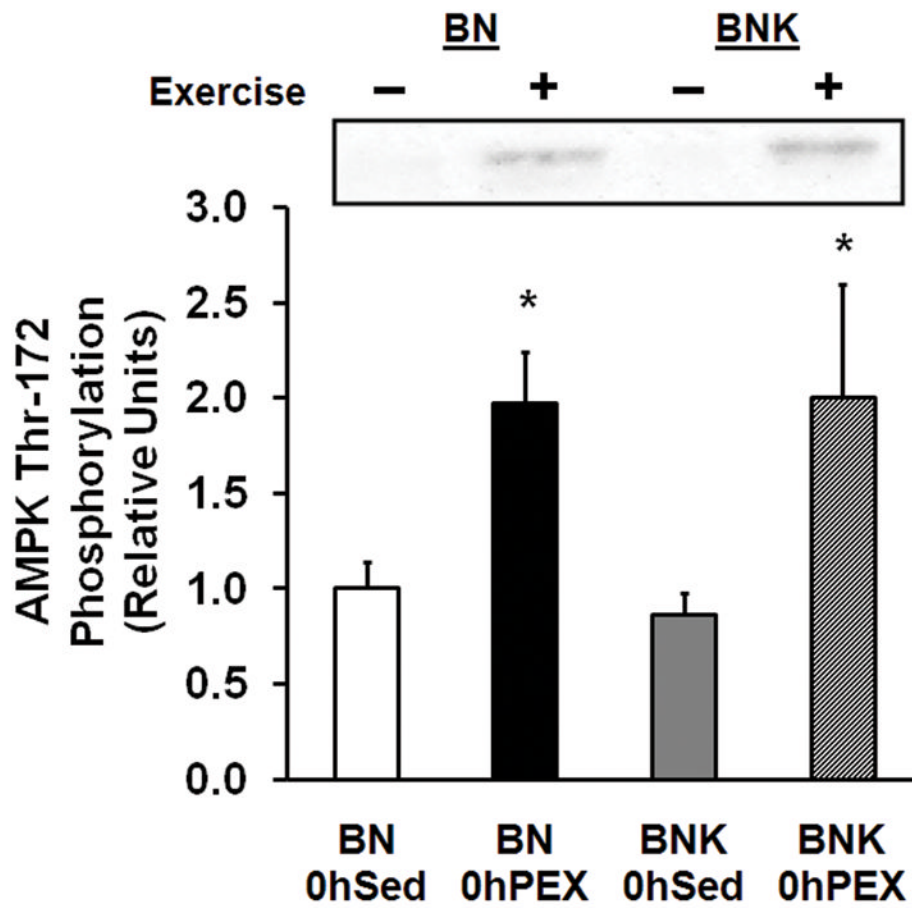 BN BNK
Exercise − + − +
3.0
2.5
2.0
1.5
1.0
0.5
0.0
* *
AMPK Thr-172
Phosphorylation
(Relative Units)
BN BN BNK BNK
0hSed 0hPEX 0hSed 0hPEX